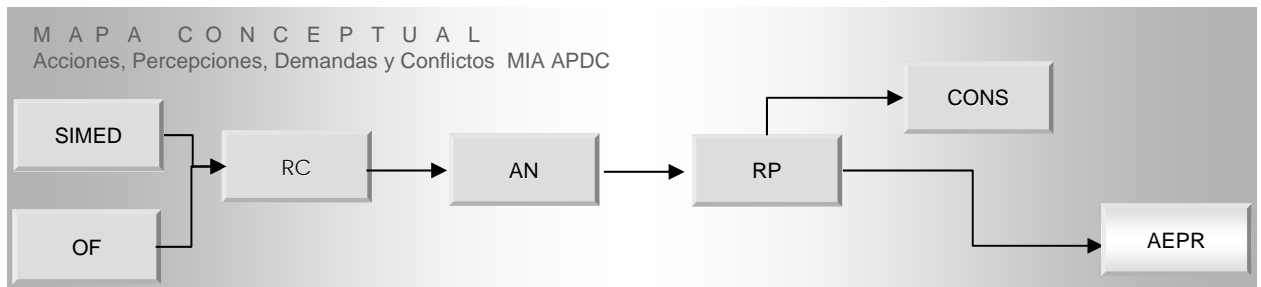 M A P A C O N C E P T U A L
Acciones, Percepciones, Demandas y Conflictos MIA APDC
SIMED
OF
RC
AN
RP
CONS
AEPR